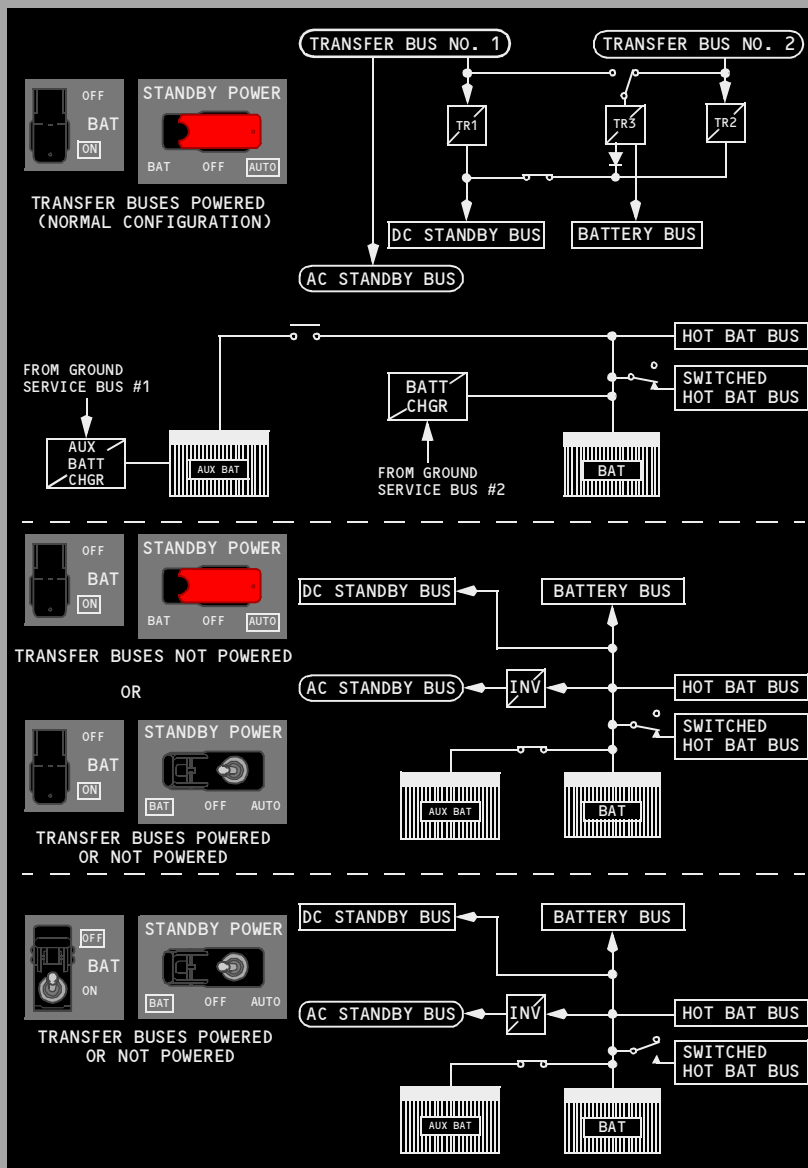 TRANSFER BUS NO. 1
TRANSFER BUS NO. 2
OFF
BAT
ON
STANDBY POWER
BAT OFF AUTO
TR1
TR3
TR2
TRANSFER BUSES POWERED
(NORMAL CONFIGURATION)
DC STANDBY BUS
BATTERY BUS
AC STANDBY BUS
HOT BAT BUS
FROM GROUND
SERVICE BUS #1
BATT
CHGR
SWITCHED
HOT BAT BUS
AUX
BATT
CHGR
AUX BAT
FROM GROUND
SERVICE BUS #2
BAT
OFF
BAT
ON
STANDBY POWER
BAT OFF AUTO
DC STANDBY BUS
BATTERY BUS
TRANSFER BUSES NOT POWERED
OR
AC STANDBY BUS
INV
HOT BAT BUS
SWITCHED
HOT BAT BUS
OFF
BAT
ON
STANDBY POWER
BAT OFF AUTO
AUX BAT
BAT
TRANSFER BUSES POWERED
OR NOT POWERED
DC STANDBY BUS
BATTERY BUS
OFF
BAT
ON
STANDBY POWER
BAT OFF AUTO
AC STANDBY BUS
INV
HOT BAT BUS
TRANSFER BUSES POWERED
OR NOT POWERED
SWITCHED
HOT BAT BUS
AUX BAT
BAT